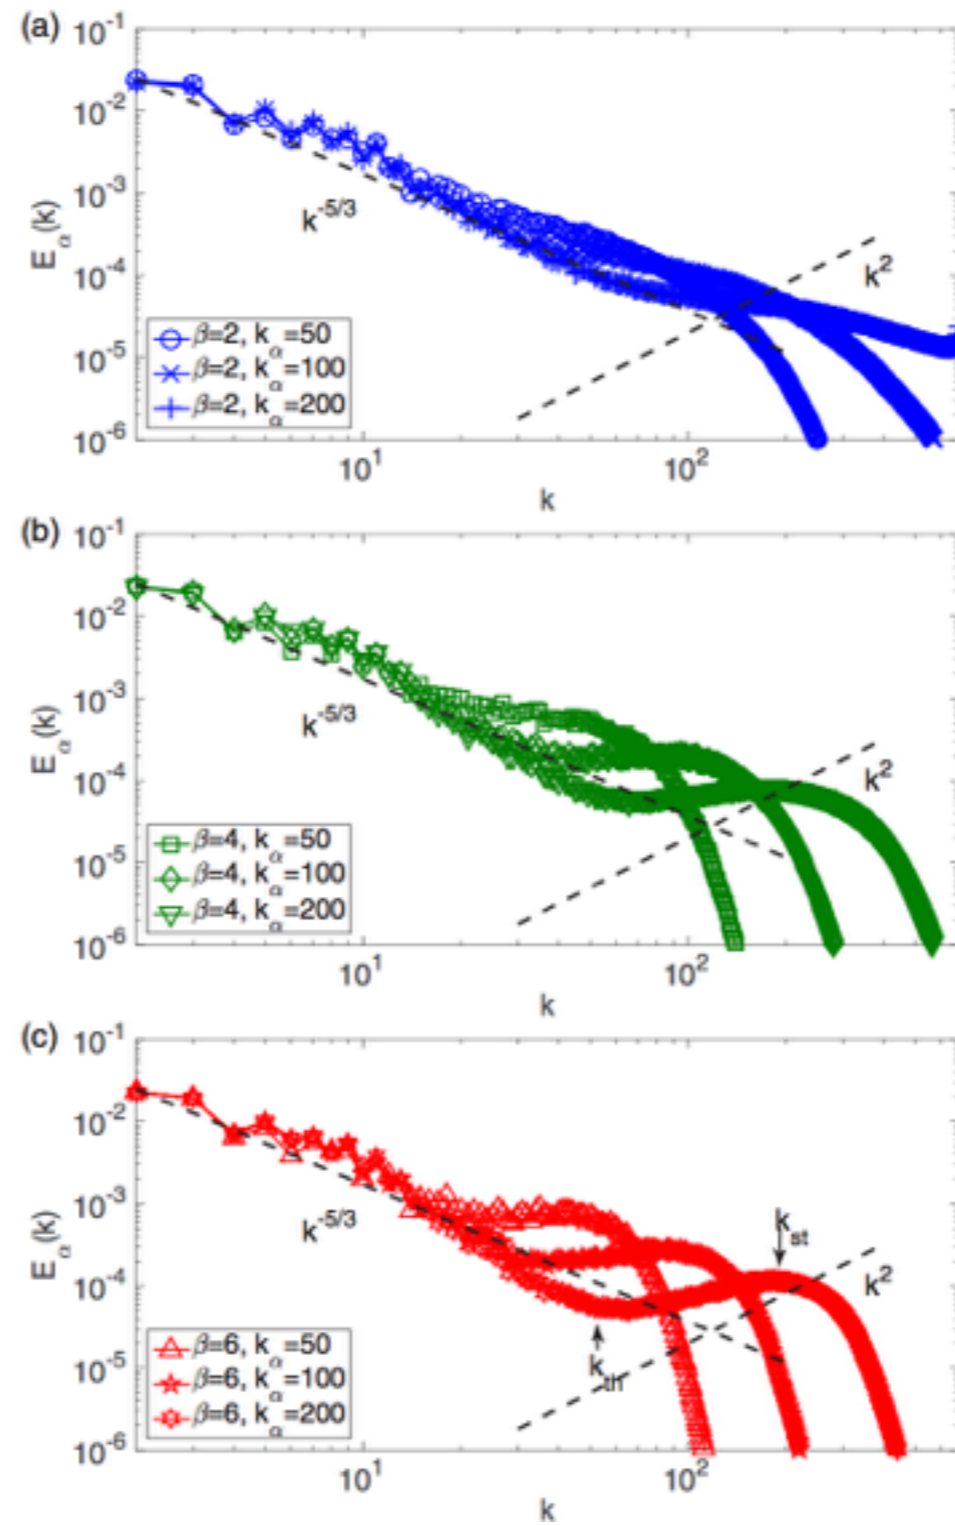 (a)
10^-1
10^-2
10^-3
10^-4
10^-5
10^-6
E_α(k)
k^-5/3
k^2
β=2, k_α=50
β=2, k_α=100
β=2, k_α=200
10^1
10^2
k
(b)
10^-1
10^-2
10^-3
10^-4
10^-5
10^-6
E_α(k)
k^-5/3
k^2
β=4, k_α=50
β=4, k_α=100
β=4, k_α=200
10^1
10^2
k
(c)
10^-1
10^-2
10^-3
10^-4
10^-5
10^-6
E_α(k)
k^-5/3
k_st
k^2
k_th
β=6, k_α=50
β=6, k_α=100
β=6, k_α=200
10^1
10^2
k